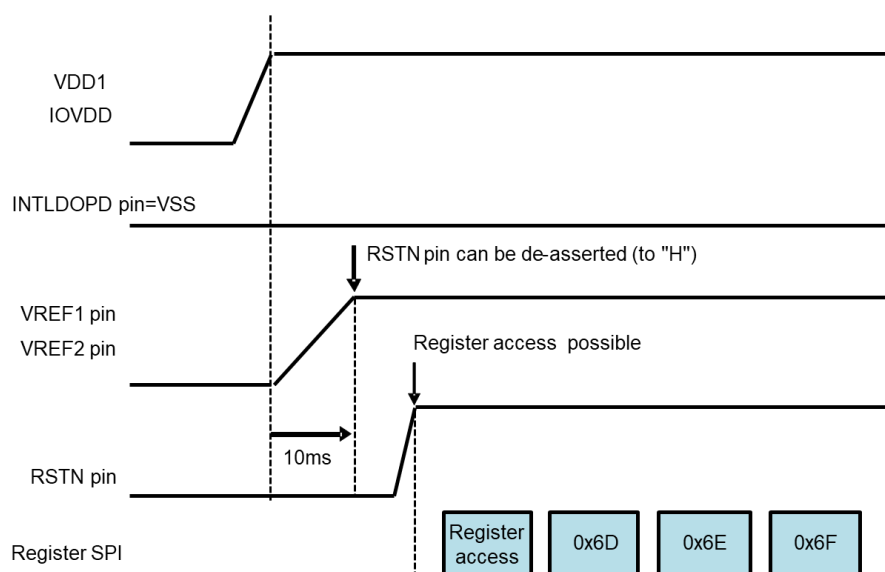 VDD1
IOVDD
INTLDOPD pin=VSS
RSTN pin can be de-asserted (to "H")
VREF1 pin
VREF2 pin
Register access possible
10ms
RSTN pin
Register SPI
Register
access
0x6D
0x6E
0x6F